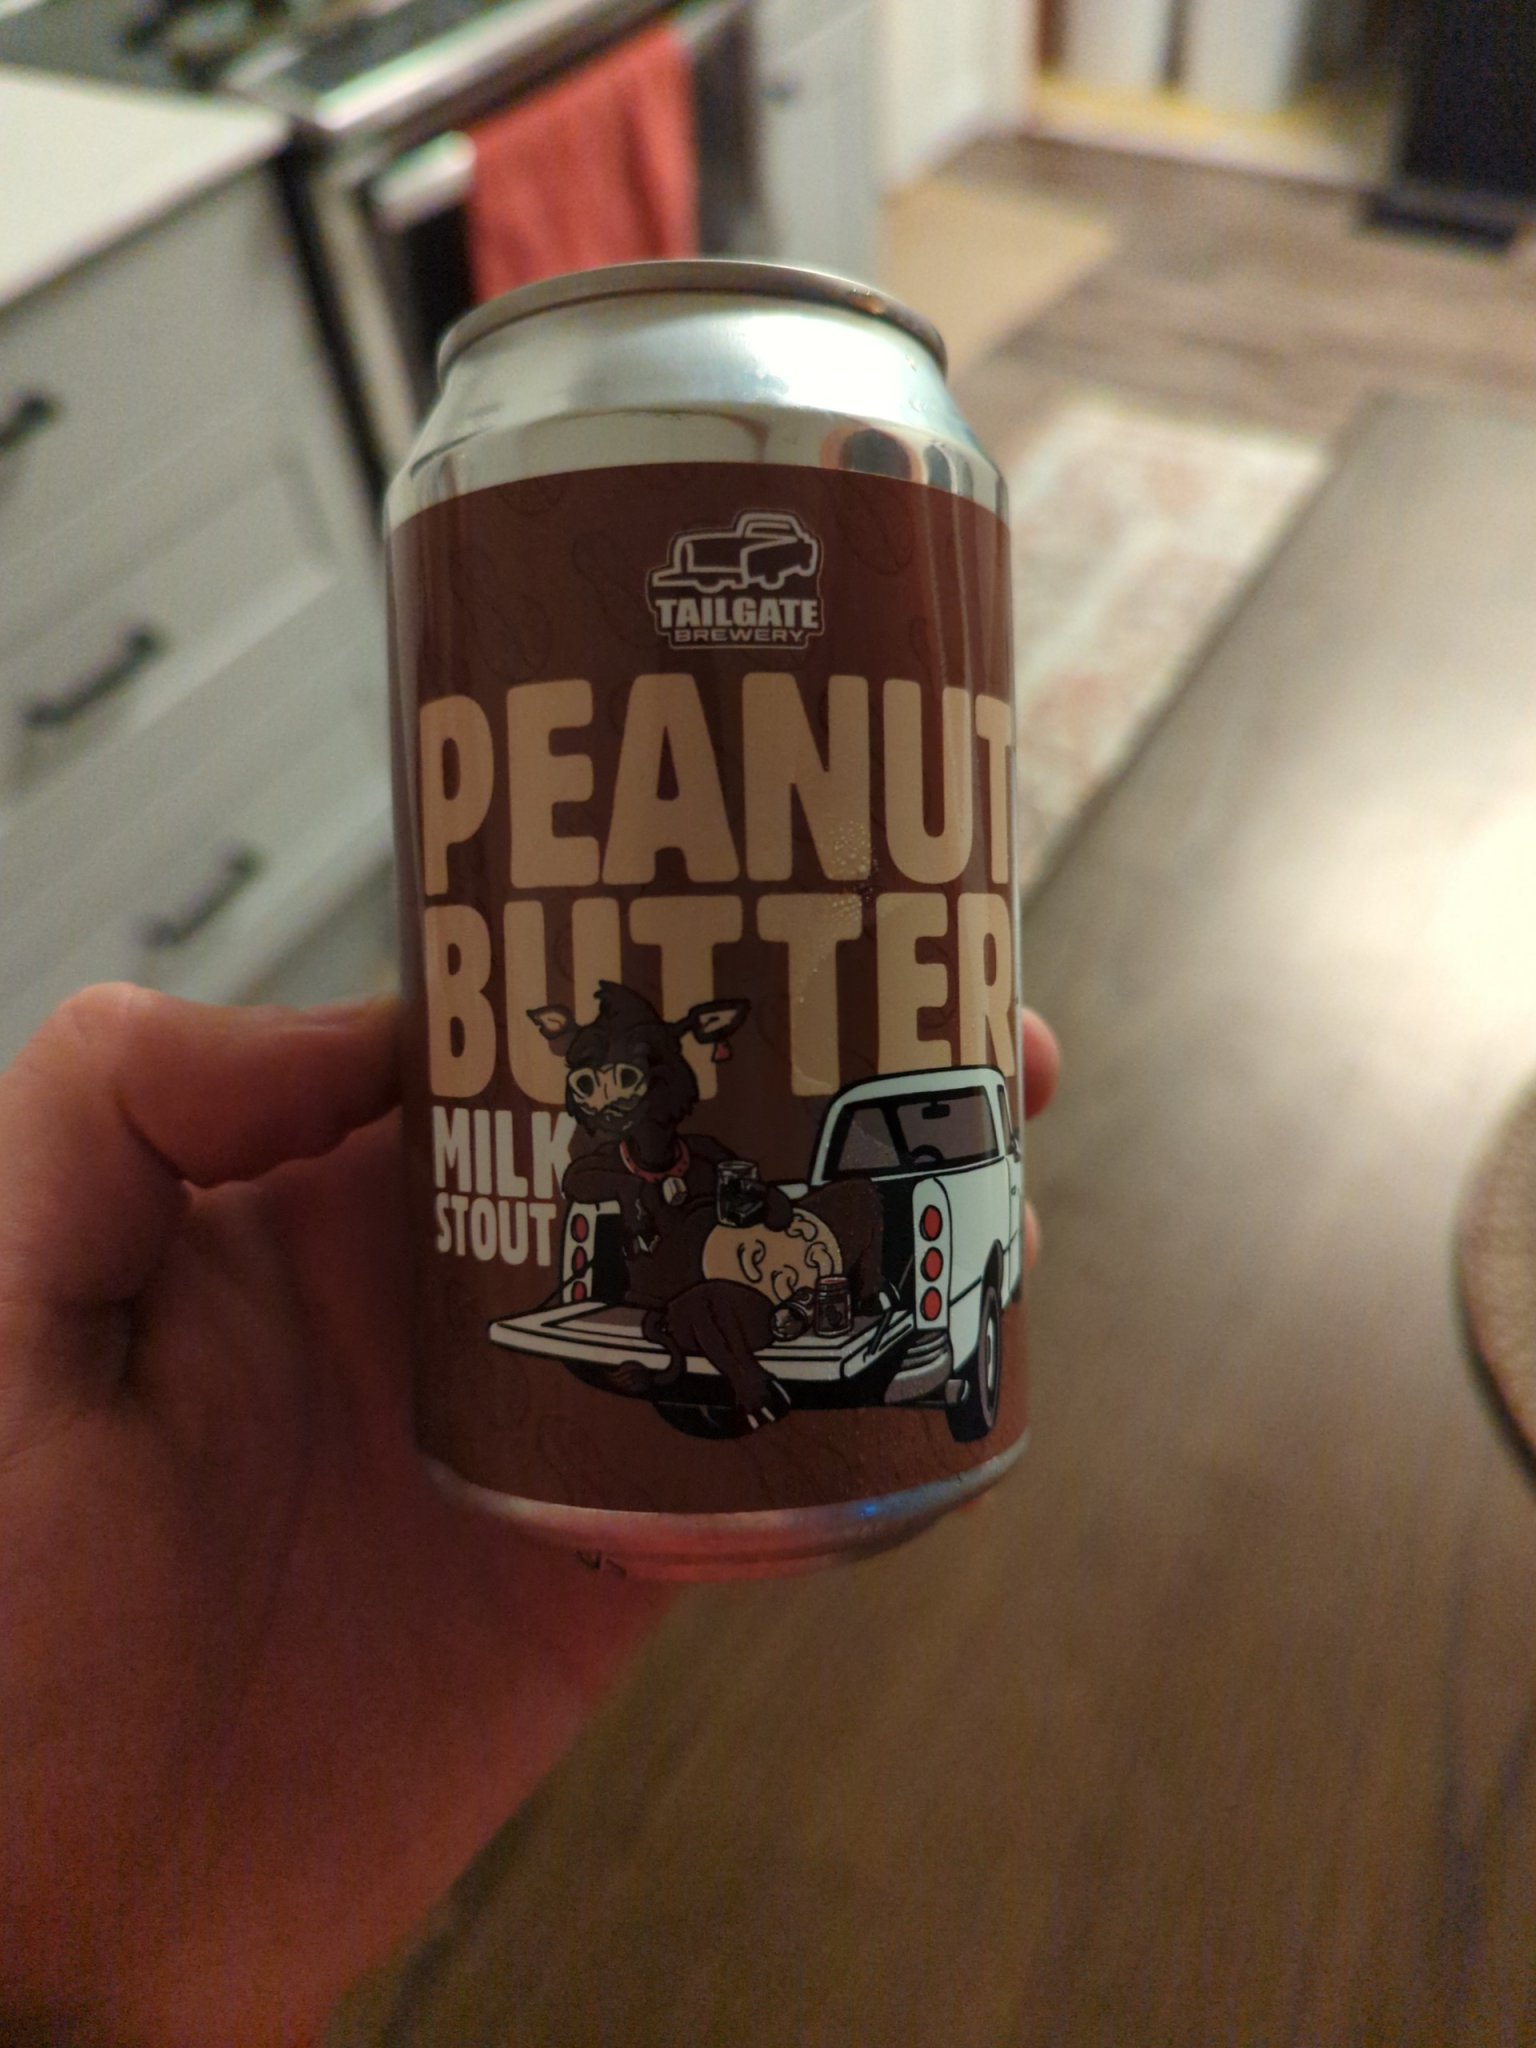 TAILGATE
BREWERY
PEANUT
BUTTER
MILK
STOUT